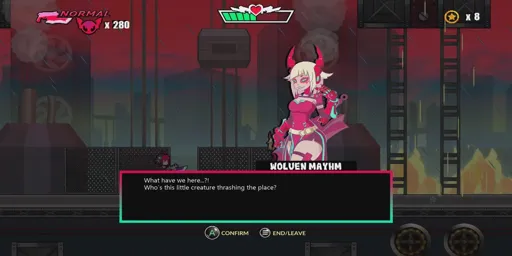 NORMAL
x 280
x 8
WOLVEN MAYHM
What have we here...?!
Who's this little creature thrashing the place?
A CONFIRM
END/LEAVE